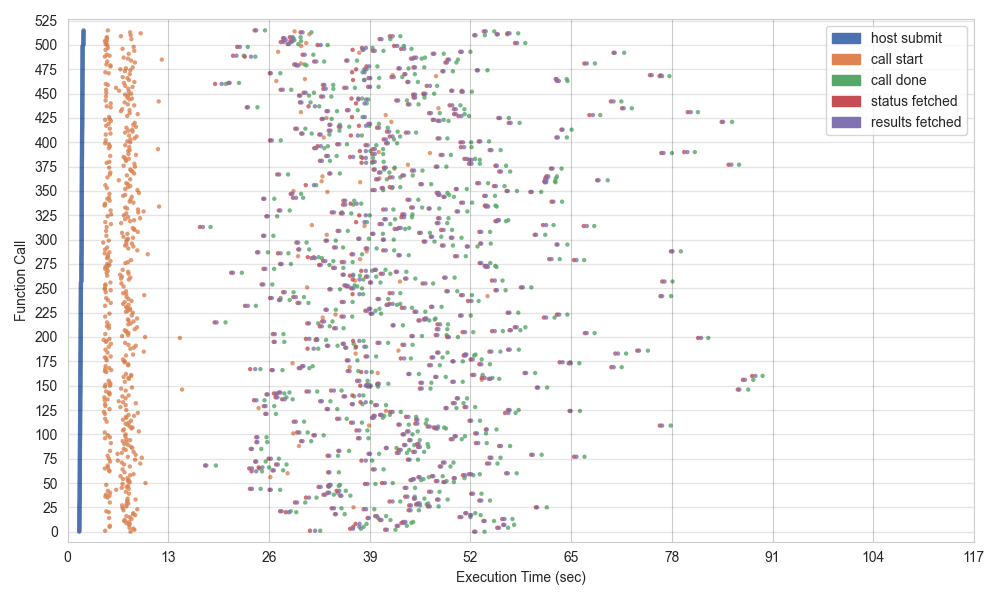 525
500
475
450
425
400
375
350
325
300
275
250
225
200
175
150
125
100
75
50
25
0
Function Call
host submit
call start
call done
status fetched
results fetched
0 13 26 39 52 65 78 91 104 117
Execution Time (sec)